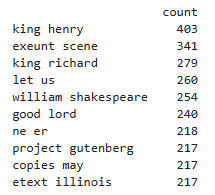 count
king henry 403
exeunt scene 341
king richard 279
let us 260
william shakespeare 254
good lord 240
ne er 218
project gutenberg 217
copies may 217
etext illinois 217